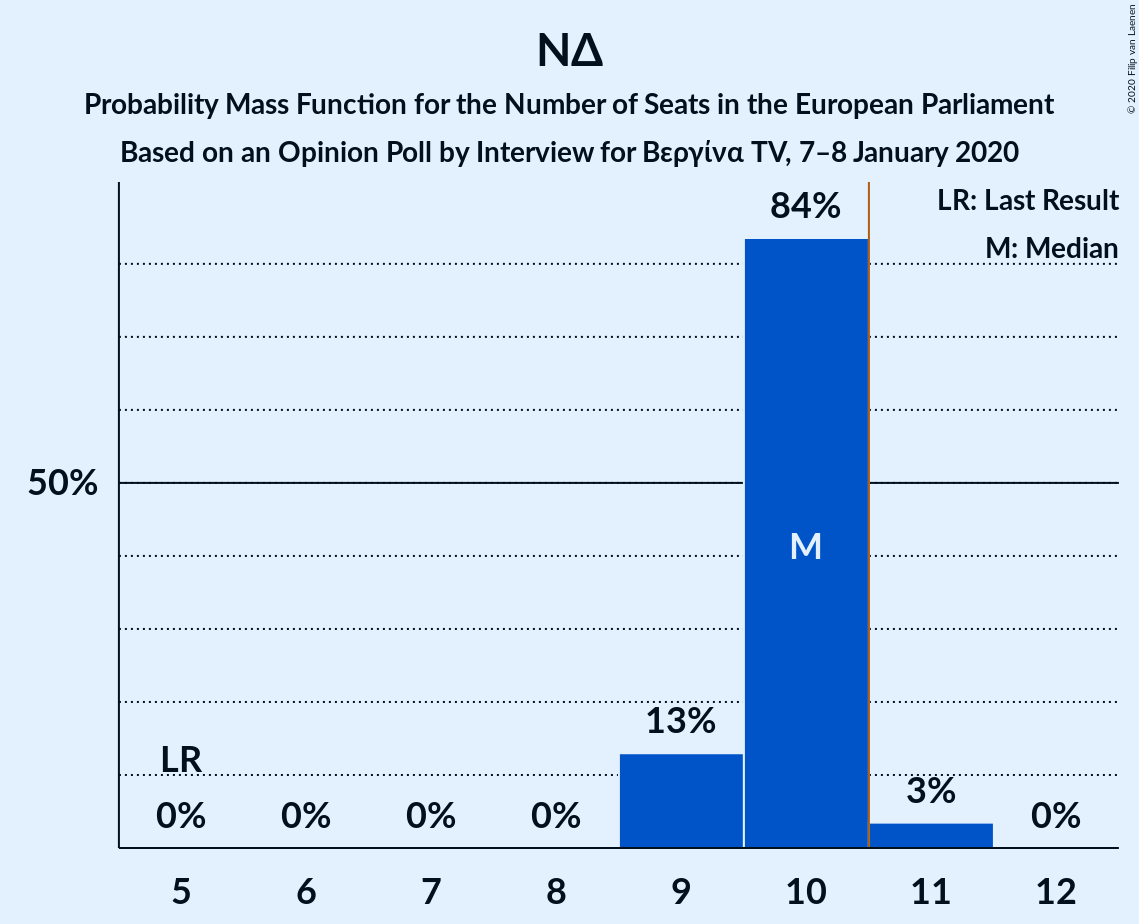 ΝΔ
Probability Mass Function for the Number of Seats in the European Parliament
Based on an Opinion Poll by Interview for Βεργίνα TV, 7–8 January 2020
© 2020 Filip van Laenen
LR: Last Result
M: Median
84%
50%
M
13%
LR
3%
0% 0% 0% 0% 0%
5 6 7 8 9 10 11 12